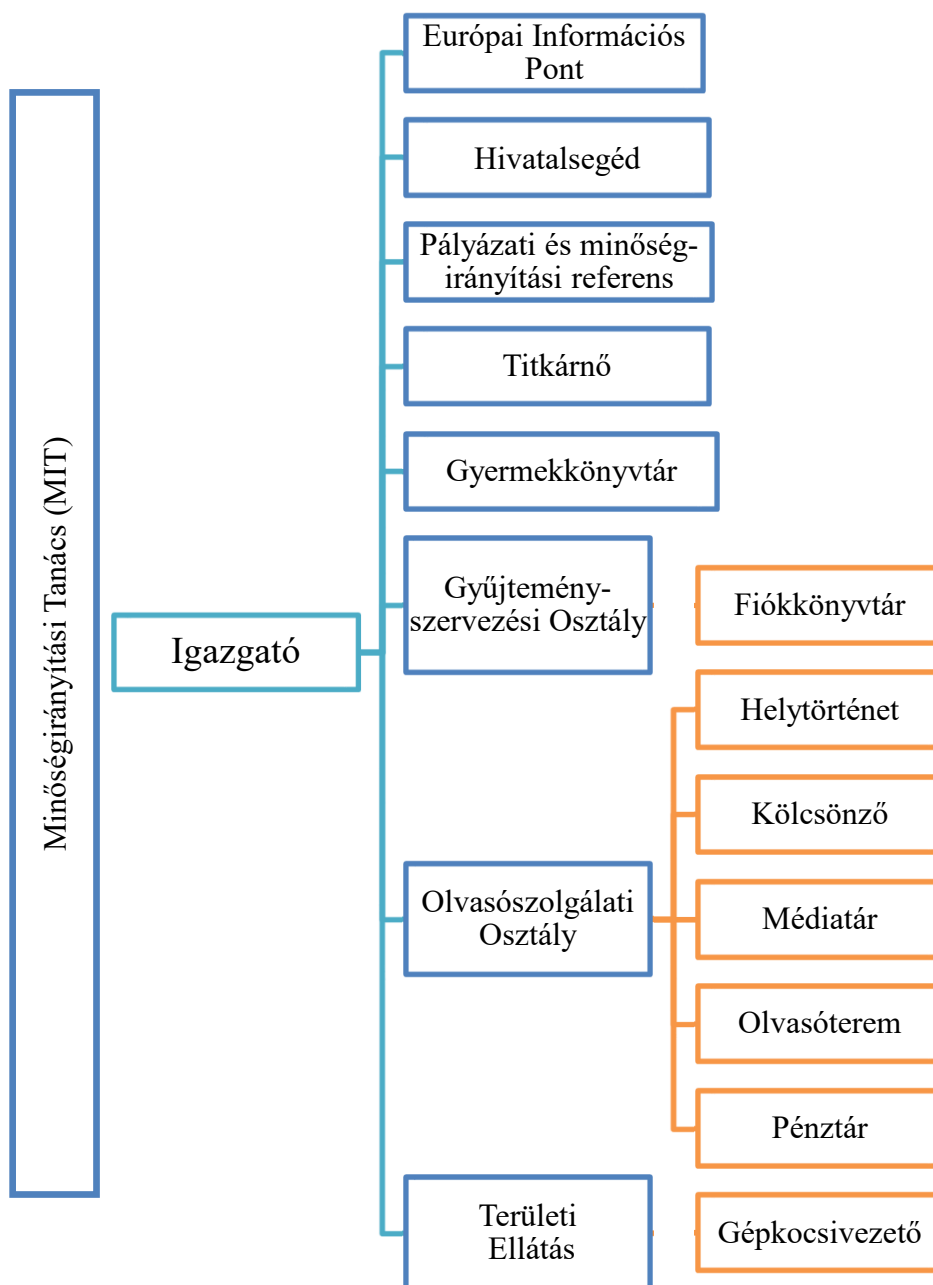 Minőségirányítási Tanács (MIT)
Igazgató
Európai Információs
Pont
Hivatalsegéd
Pályázati és minőség-
irányítási referens
Titkárnő
Gyermekkönyvtár
Gyűjtemény-
szervezési Osztály
Fiókkönyvtár
Olvasószolgálati
Osztály
Helytörténet
Kölcsönző
Médiatár
Olvasóterem
Pénztár
Területi
Ellátás
Gépkocsivezető